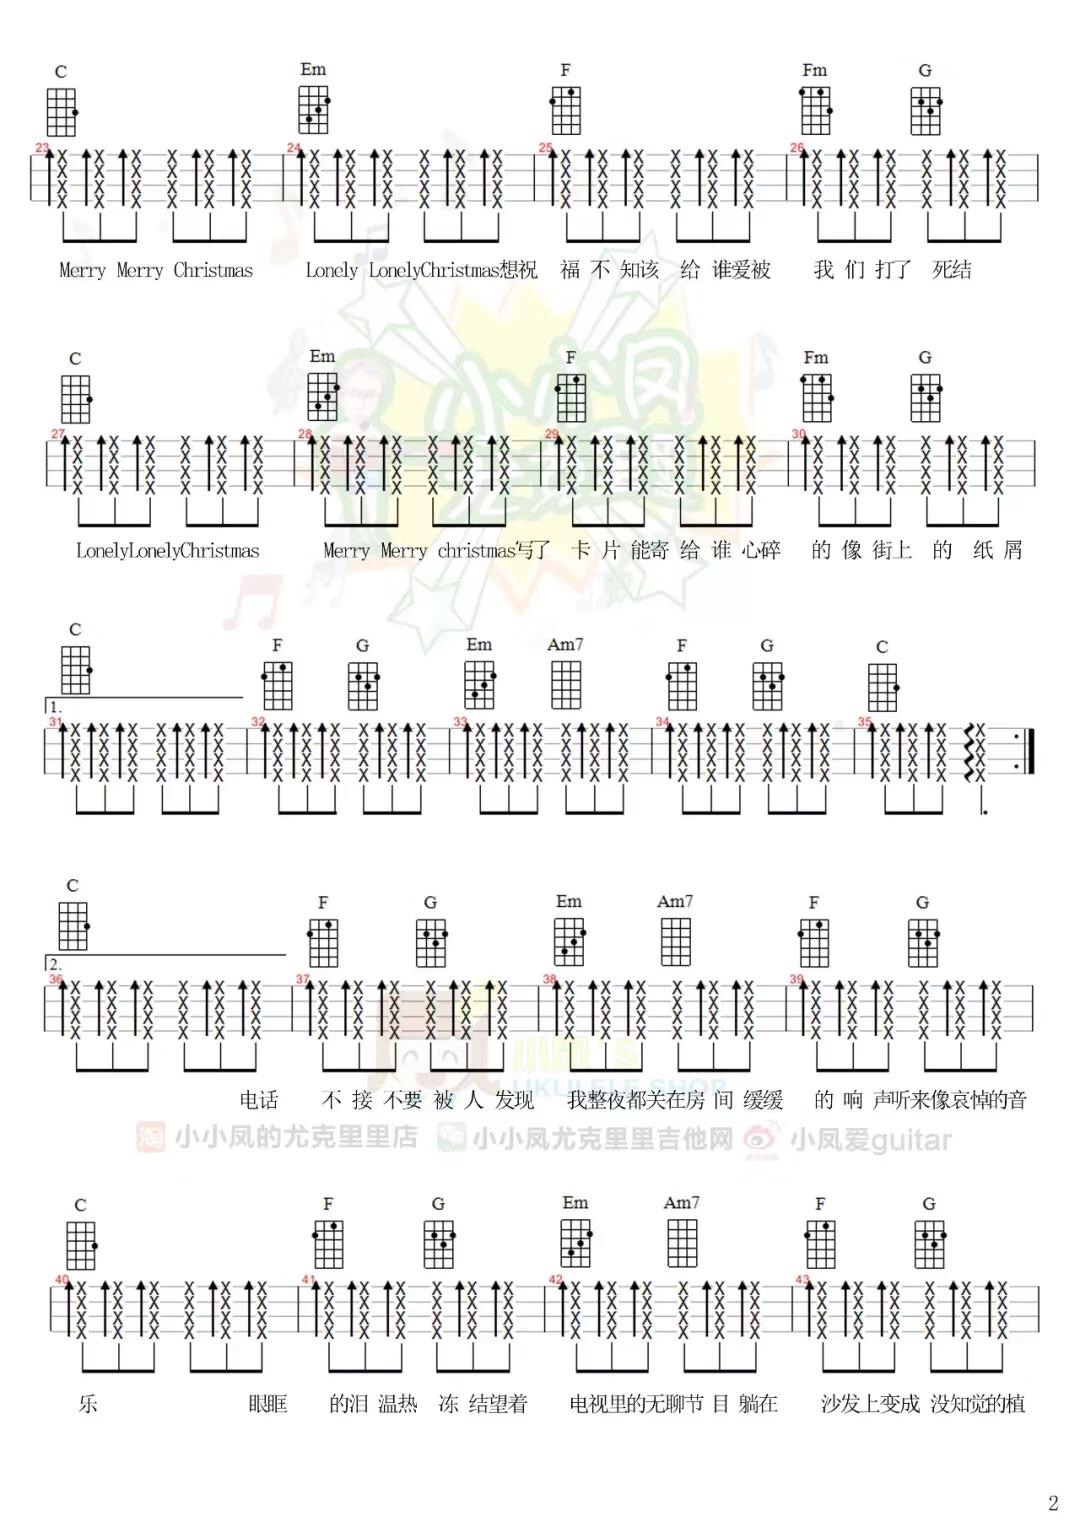 C Em F Fm G
23 24 25 26
Merry Merry Christmas Lonely LonelyChristmas想祝 福 不 知该 给 谁爱被 我 们 打了 死结
C Em F Fm G
27 28 29 30
LonelyLonelyChristmas Merry Merry christmas写了 卡 片 能寄 给 谁 心碎 的 像 街上 的 纸 屑
C F G Em Am7 F G C
1.
31 32 33 34 35
C F G Em Am7 F G
2.
36 37 38 39
小凤's
UKULELE SHOP
电话 不 接 不要 被 人 发现 我整夜都关在房 间 缓缓 的 响 声听来像哀悼的音
淘 小小凤的尤克里里店 小小凤尤克里里吉他网 小凤爱guitar
C F G Em Am7 F G
40 41 42 43
乐 眼眶 的泪 温热 冻 结望着 电视里的无聊节 目 躺在 沙发上变成 没知觉的植
2